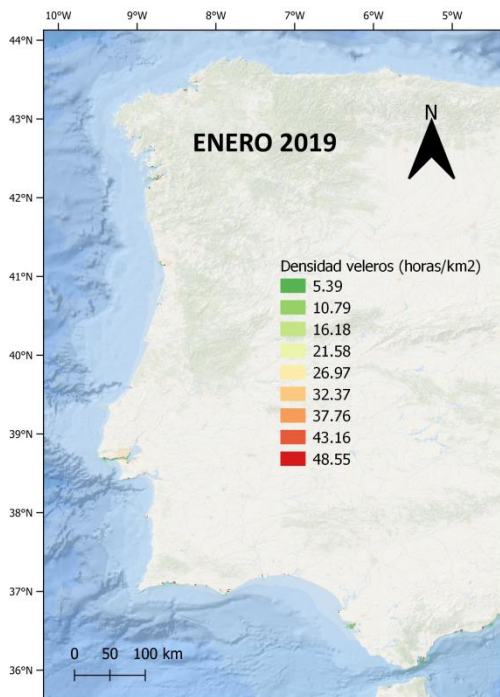 10°W 9°W 8°W 7°W 6°W 5°W
44°N
43°N
42°N
41°N
40°N
39°N
38°N
37°N
36°N
ENERO 2019
N
Densidad veleros (horas/km2)
5.39
10.79
16.18
21.58
26.97
32.37
37.76
43.16
48.55
0 50 100 km